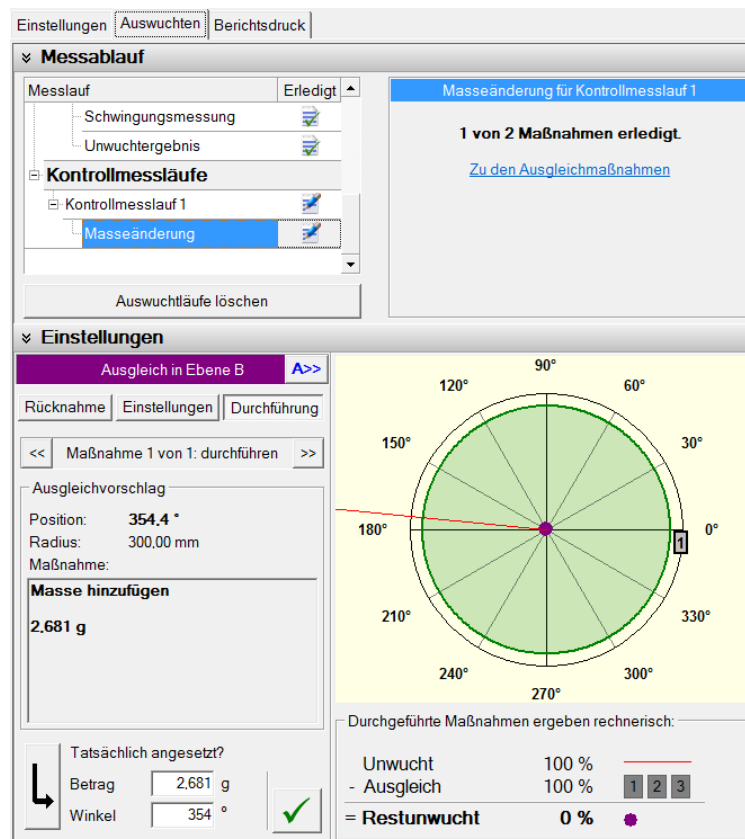 Einstellungen Auswuchten Berichtsdruck
Messablauf
Messlauf Erledigt
Schwingungsmessung
Unwuchtergebnis
Kontrollmessläufe
Kontrollmesslauf 1
Masseänderung
Auswuchtläufe löschen
Masseänderung für Kontrollmesslauf 1
1 von 2 Maßnahmen erledigt.
Zu den Ausgleichmaßnahmen
Einstellungen
Ausgleich in Ebene B A>>
Rücknahme Einstellungen Durchführung
<< Maßnahme 1 von 1: durchführen >>
Ausgleichvorschlag
Position: 354,4 °
Radius: 300,00 mm
Maßnahme:
Masse hinzufügen
2,681 g
Tatsächlich angesetzt?
Betrag 2,681 g
Winkel 354 °
90°
120° 60°
150° 30°
180° 0°
1
210° 330°
240° 300°
270°
Durchgeführte Maßnahmen ergeben rechnerisch:
Unwucht 100 %
- Ausgleich 100 % 1 2 3
= Restunwucht 0 %